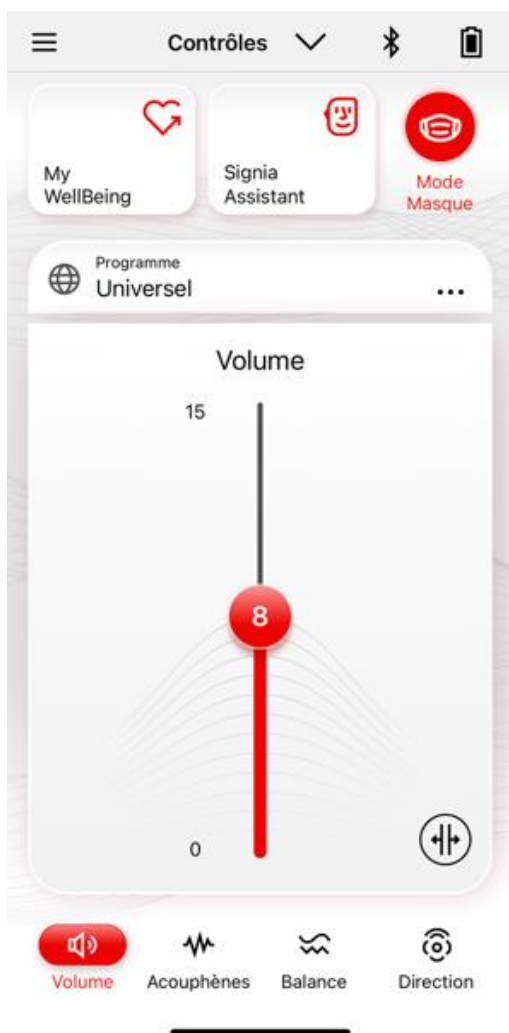 Contrôles
My
WellBeing
Signia
Assistant
Mode
Masque
Programme
Universel
...
Volume
15
8
0
Volume
Acouphènes
Balance
Direction